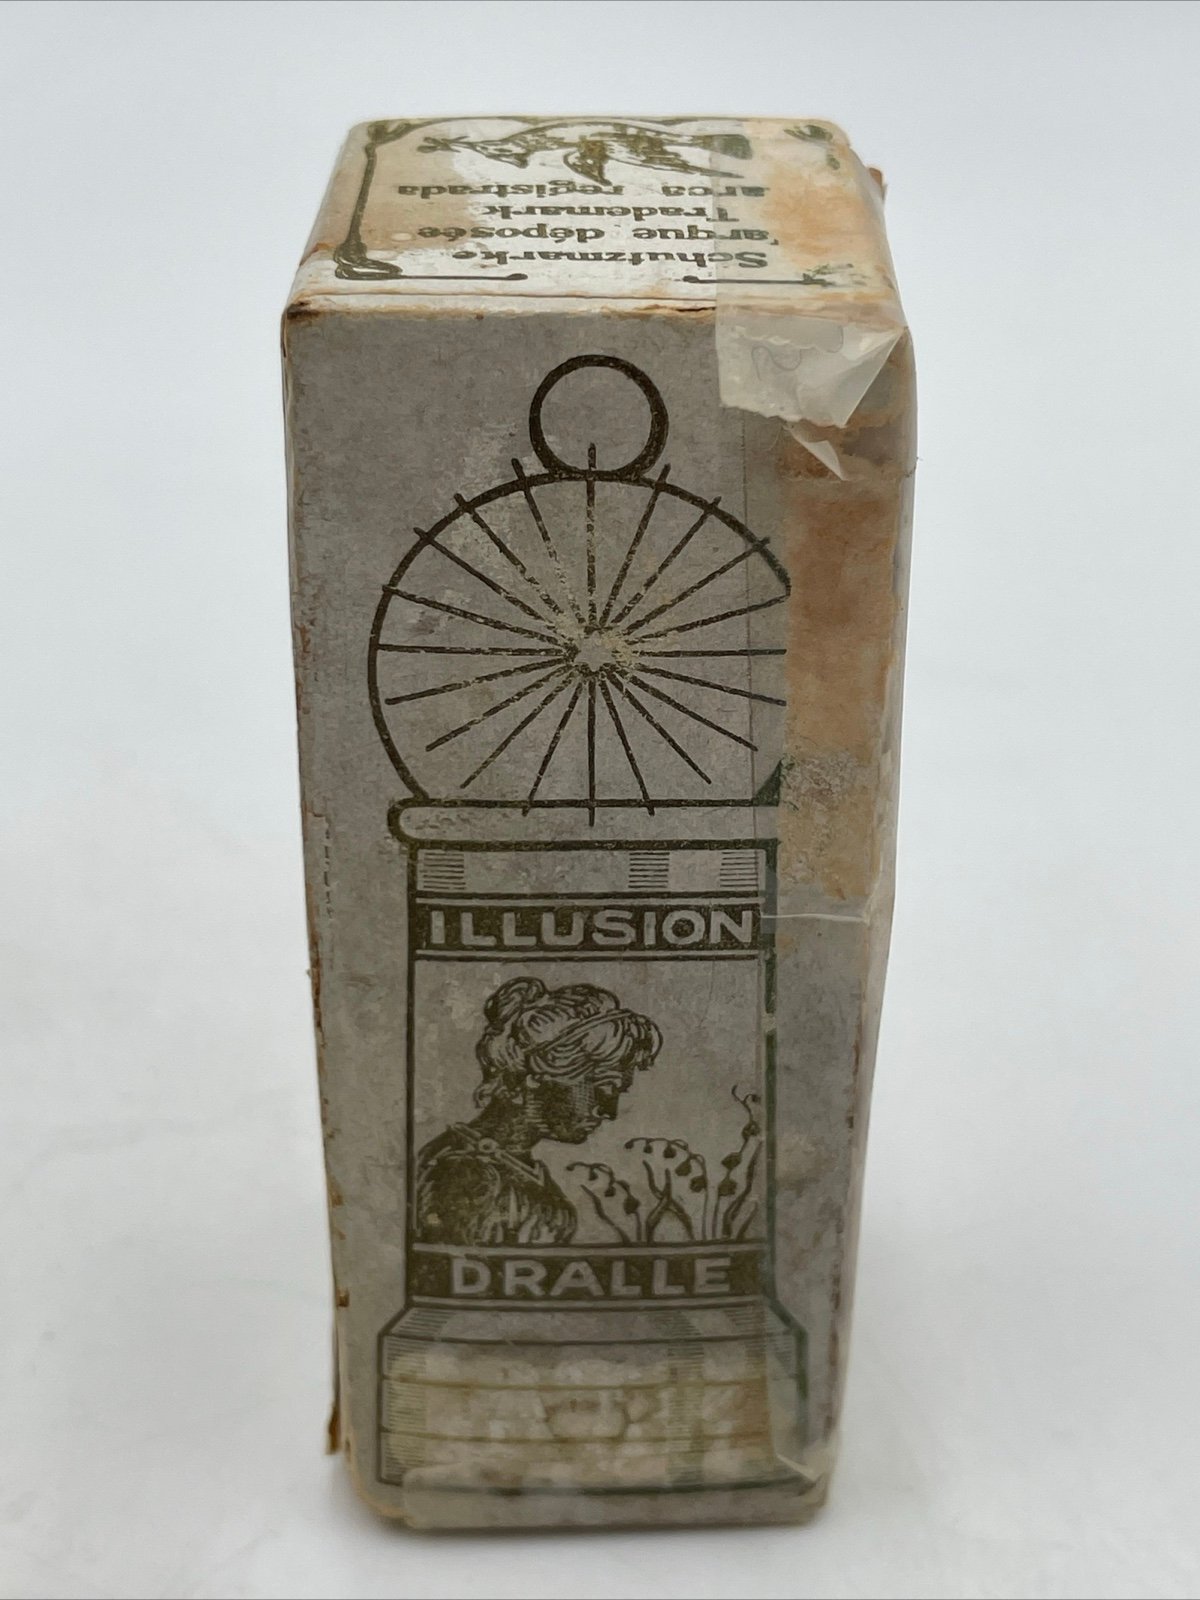 Schutzmarke
arque déposée
Trademark
arca registrada
ILLUSION
DRALLE